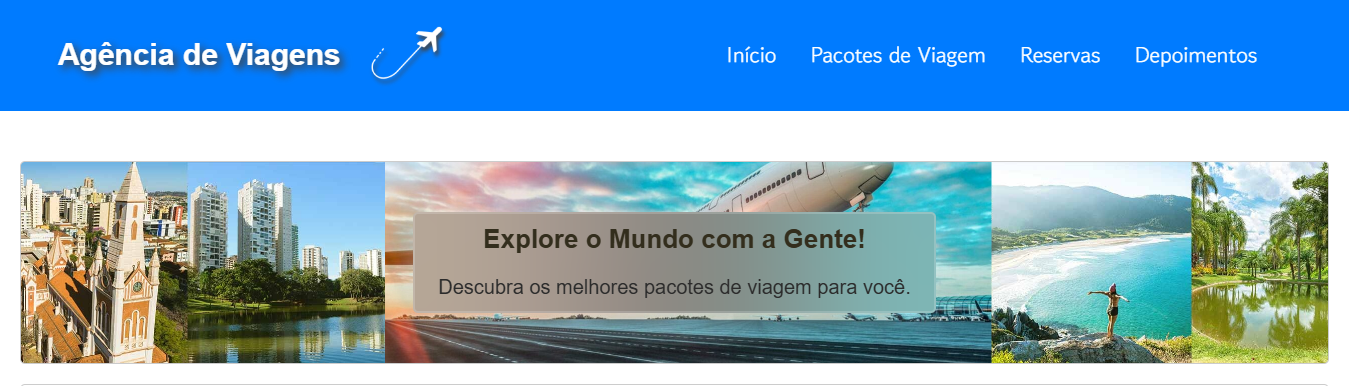 Agência de Viagens
Início
Pacotes de Viagem
Reservas
Depoimentos
Explore o Mundo com a Gente!
Descubra os melhores pacotes de viagem para você.